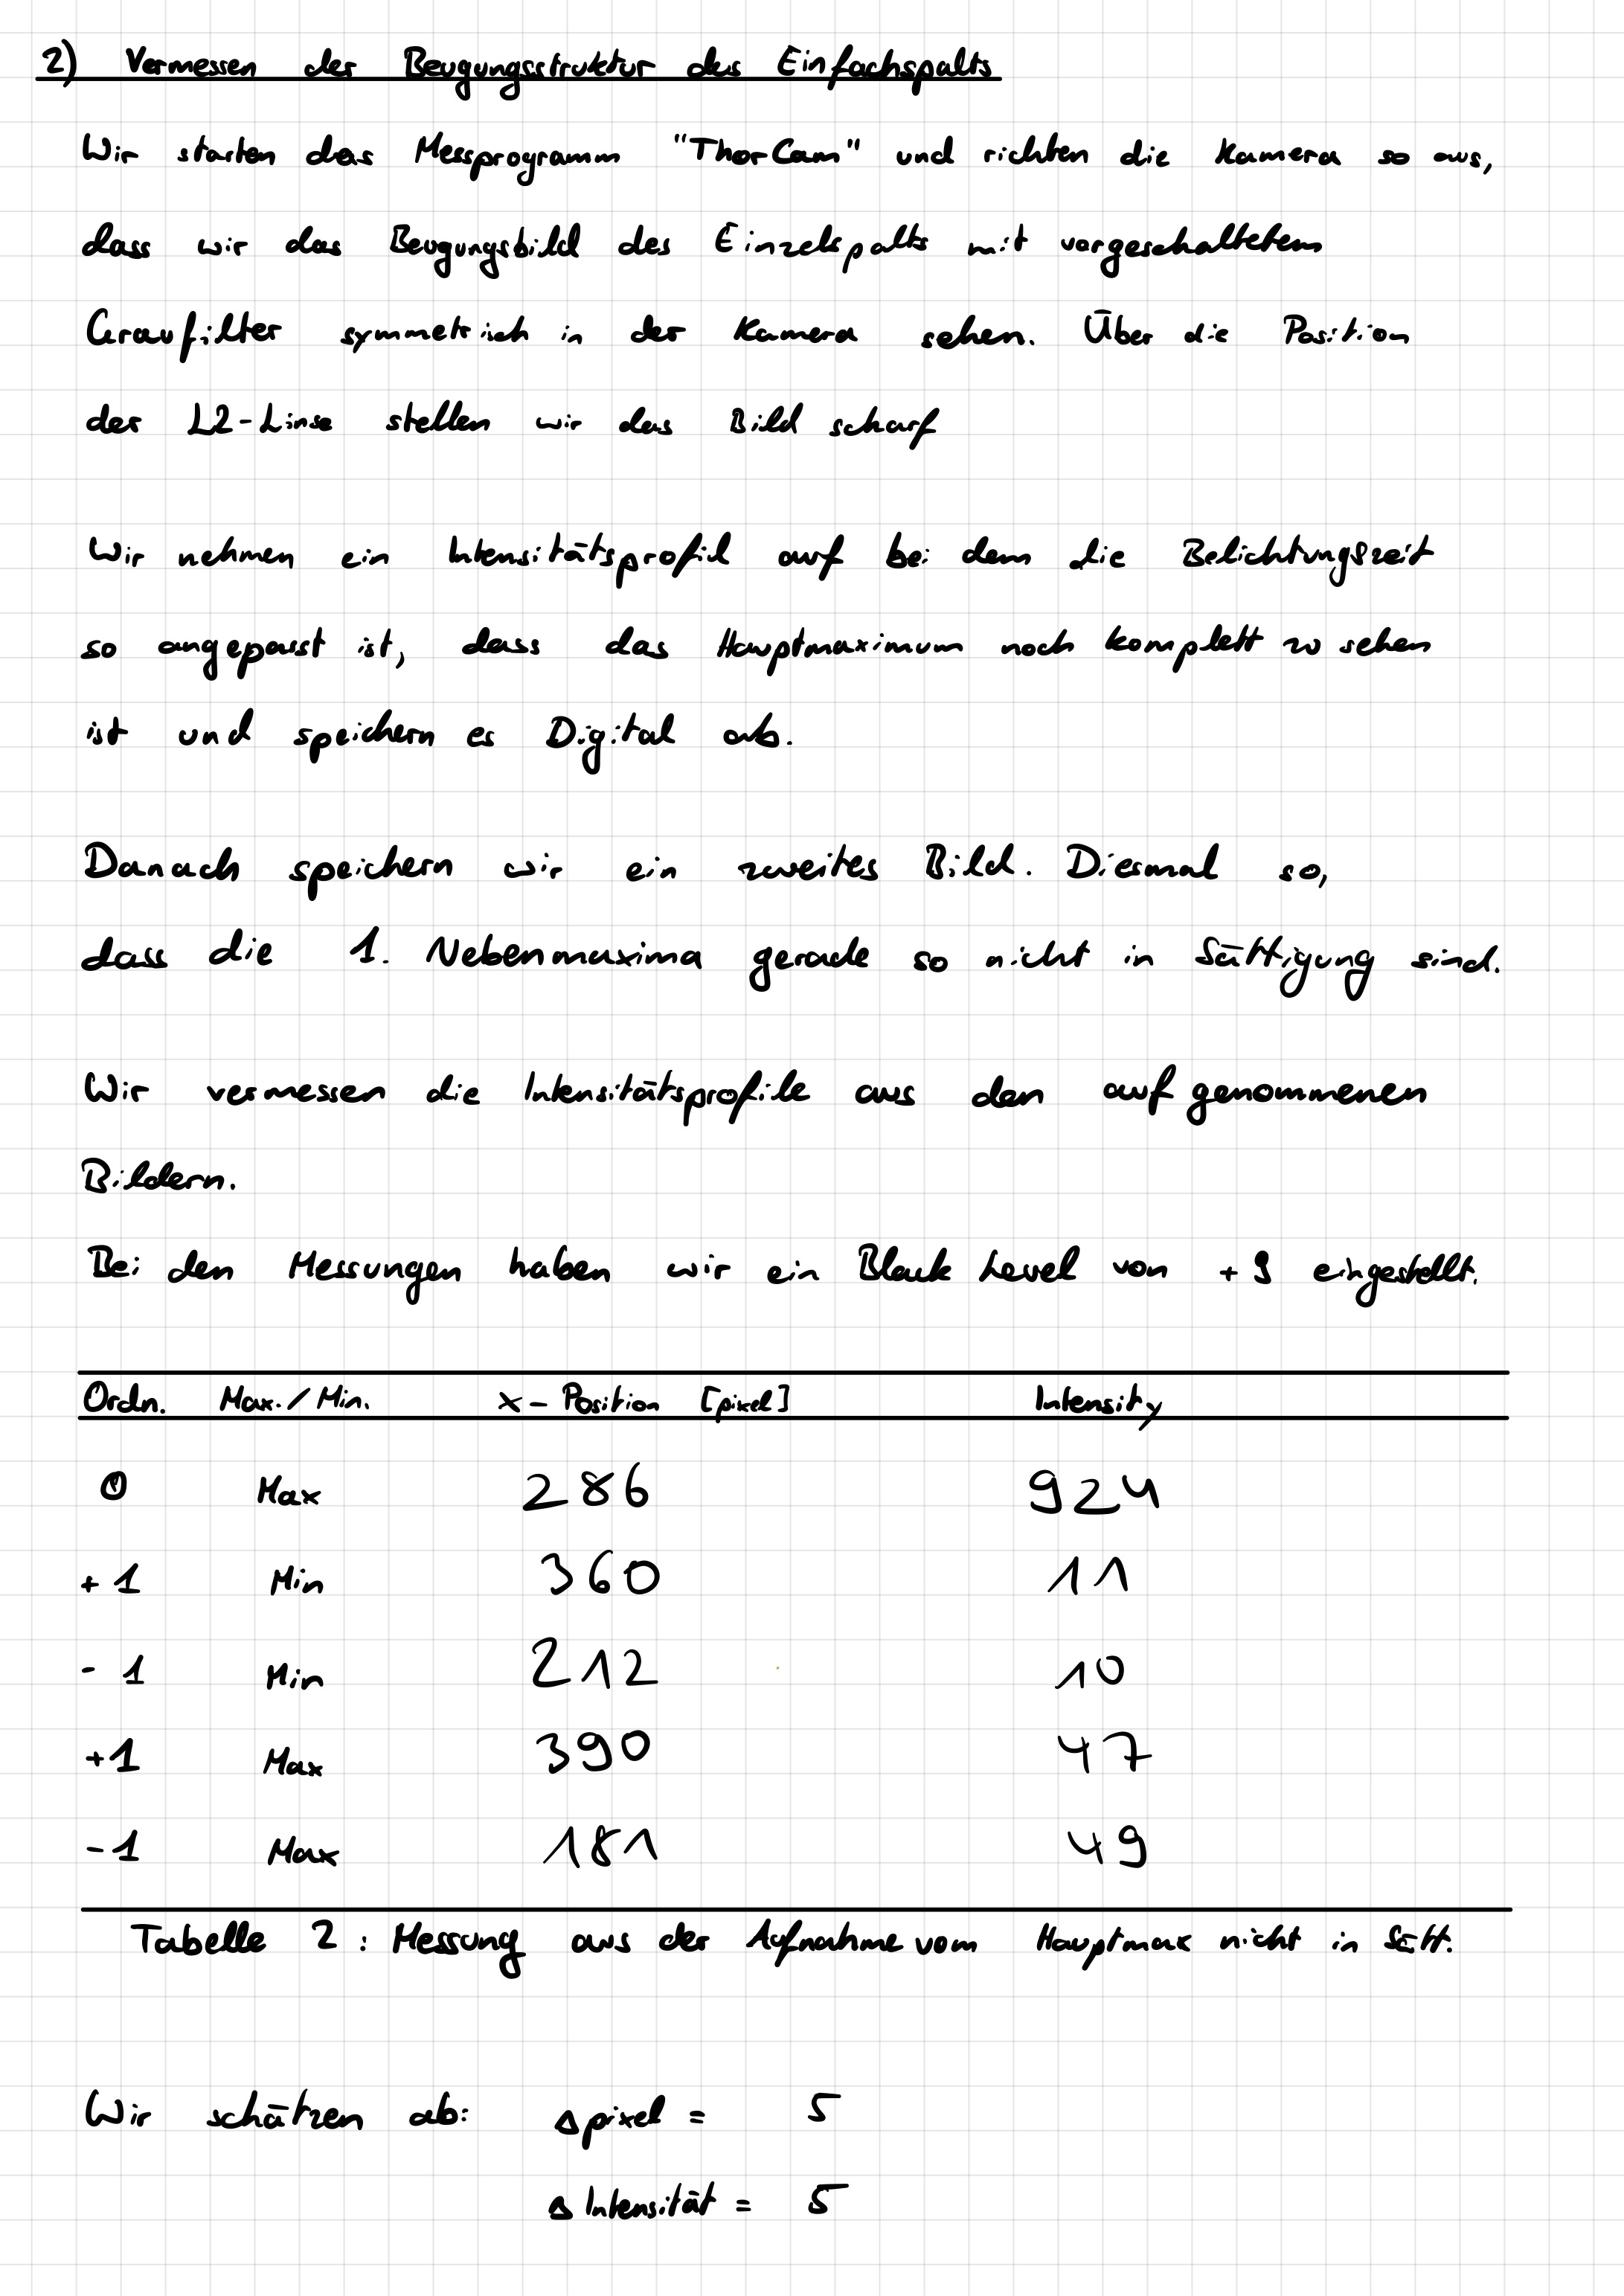 2) Vermessen der Beugungsstruktur des Einfachspalts
Wir starten das Messprogramm "ThorCam" und richten die Kamera so aus,
dass wir das Beugungsbild des Einzelspalts mit vorgeschaltetem
Graufilter symmetrisch in der Kamera sehen. Über die Position
der L2-Linse stellen wir das Bild scharf
Wir nehmen ein Intensitätsprofil auf bei dem die Belichtungszeit
so angepasst ist, dass das Hauptmaximum noch komplett zu sehen
ist und speichern es Digital ab.
Danach speichern wir ein zweites Bild. Diesmal so,
dass die 1. Nebenmaxima gerade so nicht in Sättigung sind.
Wir vermessen die Intensitätsprofile aus den aufgenommenen
Bildern.
Bei den Messungen haben wir ein Black Level von +9 eingestellt.
Ordn. Max./Min. x-Position [pixel] Intensity
0 Max 286 924
+1 Min 360 11
-1 Min 212 10
+1 Max 390 47
-1 Max 181 49
Tabelle 2: Messung aus der Aufnahme vom Hauptmax nicht in Sätt.
Wir schätzen ab: Δpixel = 5
Δ Intensität = 5